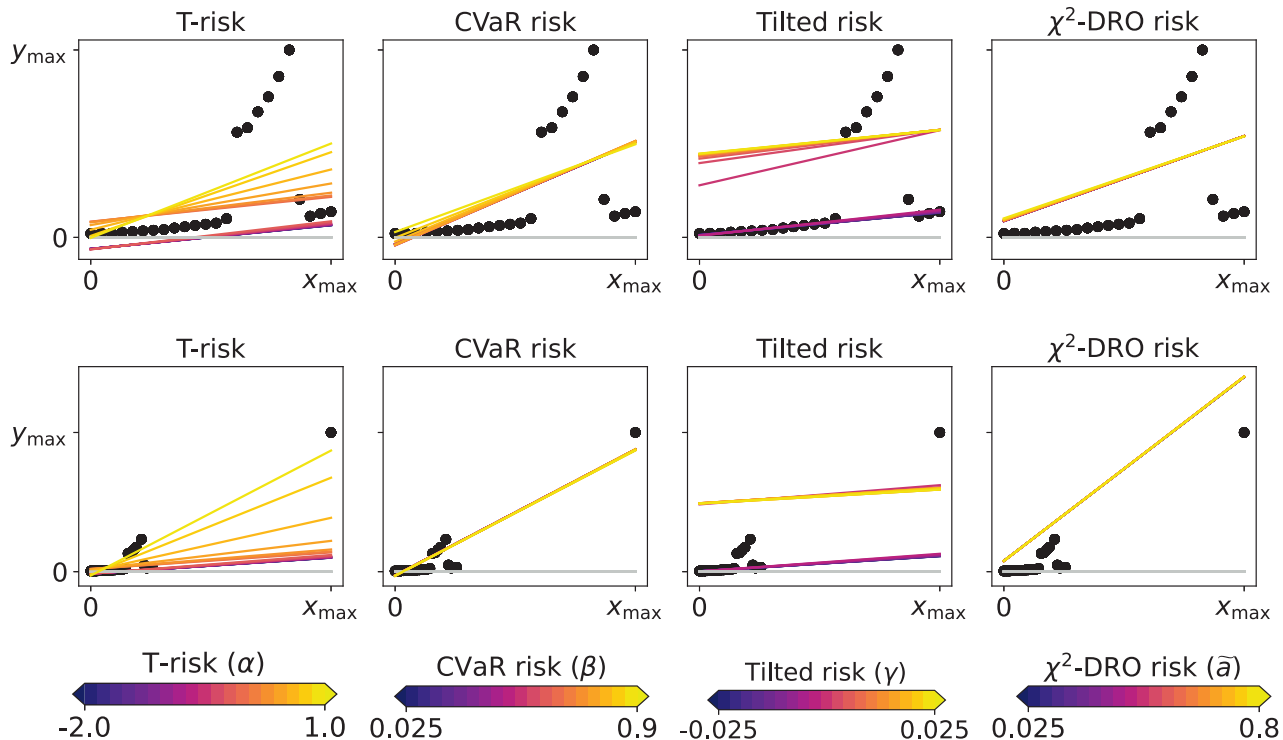 T-risk CVaR risk Tilted risk χ²-DRO risk
y_max
0
0 x_max 0 x_max 0 x_max 0 x_max
T-risk CVaR risk Tilted risk χ²-DRO risk
y_max
0
0 x_max 0 x_max 0 x_max 0 x_max
T-risk (α) CVaR risk (β) Tilted risk (γ) χ²-DRO risk (ã)
-2.0 1.0 0.025 0.9 -0.025 0.025 0.025 0.8